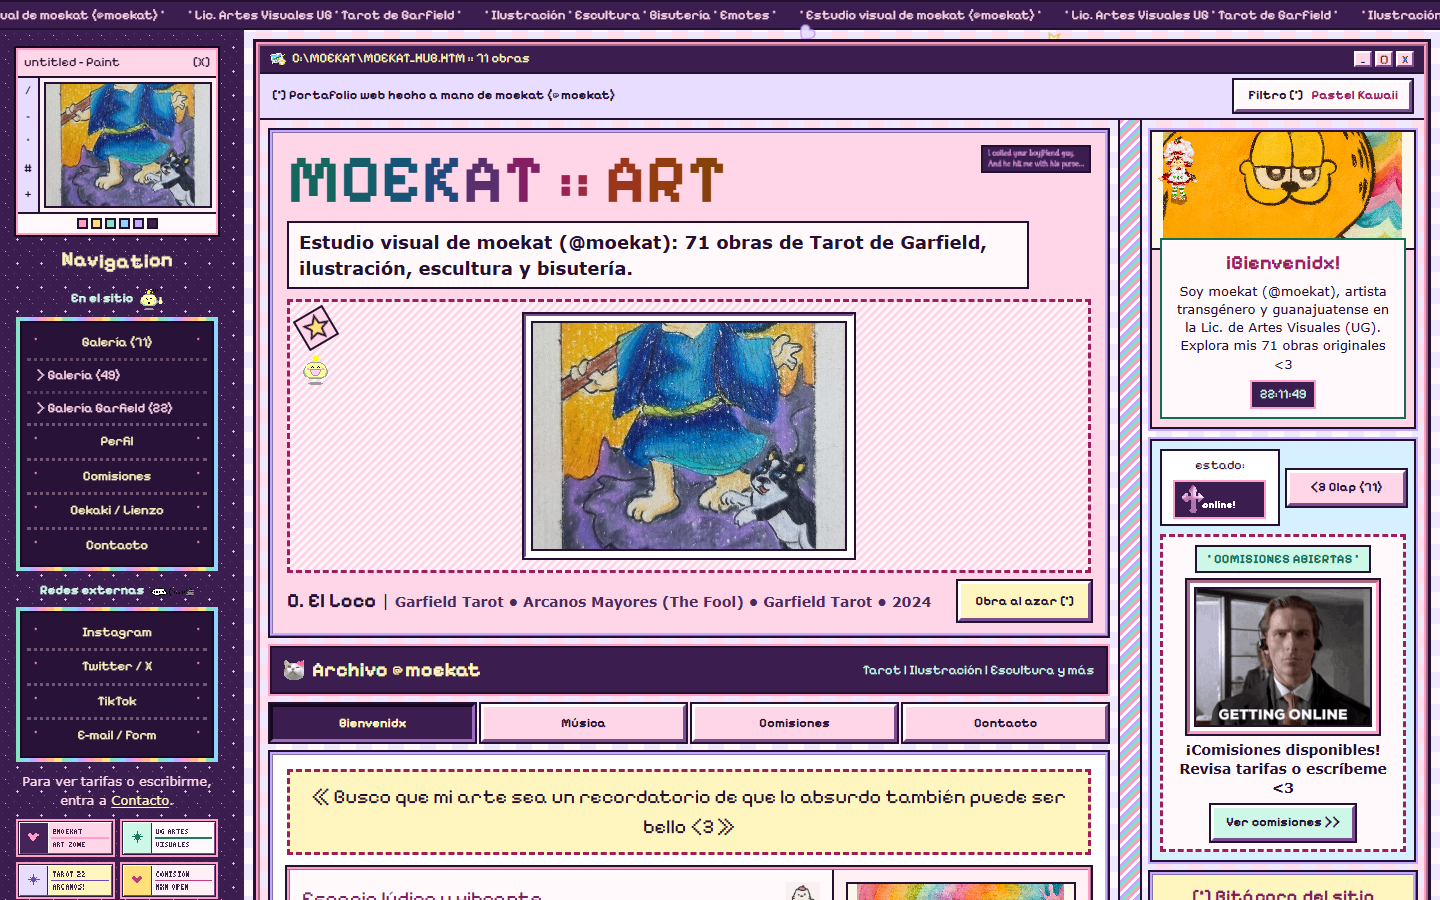 ual de moekat (@moekat) * * Lic. Artes Visuales UG * Tarot de Garfield * * Ilustración * Escultura * Bisutería * Emotes * * Estudio visual de moekat (@moekat) * * Lic. Artes Visuales UG * Tarot de Garfield * * Ilustración
untitled - Paint (X)
/
-
*
#
+
Navigation
En el sitio
Galería (71)
> Galería (49)
> Galería Garfield (22)
Perfil
Comisiones
Oekaki / Lienzo
Contacto
Redes externas
Instagram
Twitter / X
TikTok
E-mail / Form
Para ver tarifas o escribirme,
entra a Contacto.
@MOEKAT
ART ZONE
UG ARTES
VISUALES
TAROT 22
ARCANOS!
COMISION
MXN OPEN
C:\MOEKAT\MOEKAT_HUB.HTM :: 71 obras
- O X
(*) Portafolio web hecho a mano de moekat (@moekat)
Filtro (*) Pastel Kawaii
MOEKAT :: ART
I called your boyfriend gay,
And he hit me with his purse...
Estudio visual de moekat (@moekat): 71 obras de Tarot de Garfield,
ilustración, escultura y bisutería.
0. El Loco | Garfield Tarot • Arcanos Mayores (The Fool) • Garfield Tarot • 2024
Obra al azar (*)
Archivo @moekat
Tarot | Ilustración | Escultura y más
Bienvenidx
Música
Comisiones
Contacto
« Busco que mi arte sea un recordatorio de que lo absurdo también puede ser
bello <3 »
Espacio lúdico y vibrante
¡Bienvenidx!
Soy moekat (@moekat), artista
transgénero y guanajuatense en
la Lic. de Artes Visuales (UG).
Explora mis 71 obras originales
<3
22:11:49
estado:
online!
<3 Clap (71)
* COMISIONES ABIERTAS *
GETTING ONLINE
¡Comisiones disponibles!
Revisa tarifas o escríbeme
<3
Ver comisiones >>
(*) Bitácora del sitio